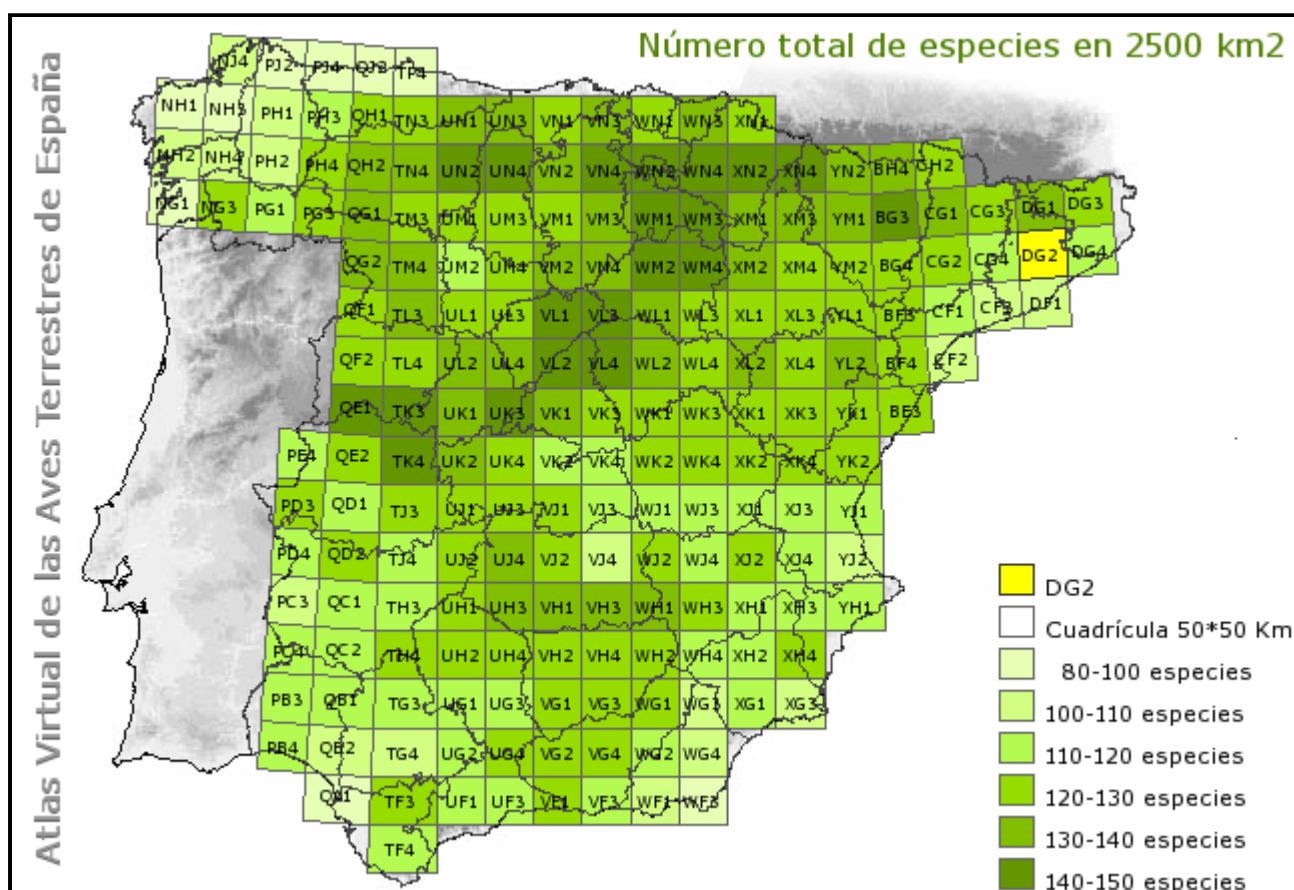 Atlas Virtual de las Aves Terrestres de España
Número total de especies en 2500 km2
NJ4 PJ2 PJ4 QJ2 TP4
NH1 NH3 PH1 PH3 QH1 TN3 UN1 UN3 VN1 VN3 WN1 WN3 XN1
NH2 NH4 PH2 PH4 QH2 TN4 UN2 UN4 VN2 VN4 WN2 WN4 XN2 XN4 YN2 BH4 CH2
NG1 NG3 PG1 PG3 QG1 TM3 UM1 UM3 VM1 VM3 WM1 WM3 XM1 XM3 YM1 BG3 CG1 CG3 DG1 DG3
QG2 TM4 UM2 UM4 VM2 VN4 WM2 WM4 XM2 XM4 YM2 BG4 CG2 CG4 DG2 DG4
QF1 TL3 UL1 UL3 VL1 VL3 WL1 WL3 XL1 XL3 YL1 BF3 CF1 CF3 DF1
QF2 TL4 UL2 UL4 VL2 VL4 WL2 WL4 XL2 XL4 YL2 BF4 CF2
QE1 TK3 UK1 UK3 VK1 VK3 WK1 WK3 XK1 XK3 YK1 BE3
PE4 QE2 TK4 UK2 UK4 VK2 VK4 WK2 WK4 XK2 XK4 YK2
PD3 QD1 TJ3 UJ1 UJ3 VJ1 VJ3 WJ1 WJ3 XJ1 XJ3 YJ1
PD4 QD2 TJ4 UJ2 UJ4 VJ2 VJ4 WJ2 WJ4 XJ2 XJ4 YJ2
PC3 QC1 TH3 UH1 UH3 VH1 VH3 WH1 WH3 XH1 XH3 YH1
PC4 QC2 TH4 UH2 UH4 VH2 VH4 WH2 WH4 XH2 XH4
PB3 QB1 TG3 UG1 UG3 VG1 VG3 WG1 WG3 XG1 XG3
PB4 QB2 TG4 UG2 UG4 VG2 VG4 WG2 WG4
TF3 UF1 UF3 VF1 VF3 WF1 WF3
TF4
DG2
Cuadrícula 50*50 Km
80-100 especies
100-110 especies
110-120 especies
120-130 especies
130-140 especies
140-150 especies